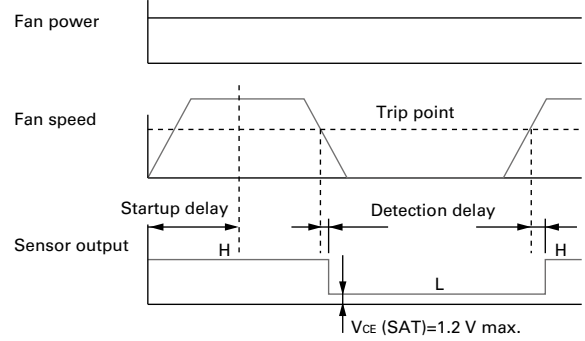 Fan power
Fan speed
Trip point
Startup delay
Detection delay
Sensor output
H
H
L
VCE (SAT)=1.2 V max.